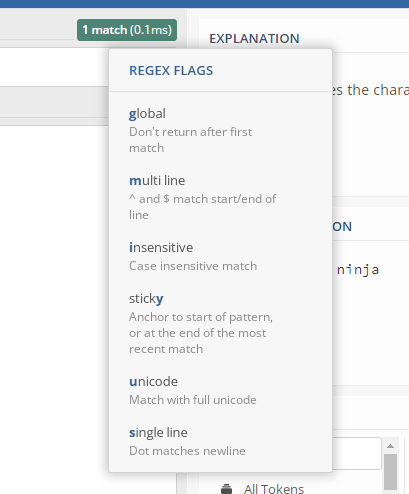 1 match (0.1ms)
EXPLANATION
REGEX FLAGS
global
Don't return after first
match
multi line
^ and $ match start/end of
line
insensitive
Case insensitive match
sticky
Anchor to start of pattern,
or at the end of the most
recent match
unicode
Match with full unicode
single line
Dot matches newline
es the chara
ON
ninja
All Tokens